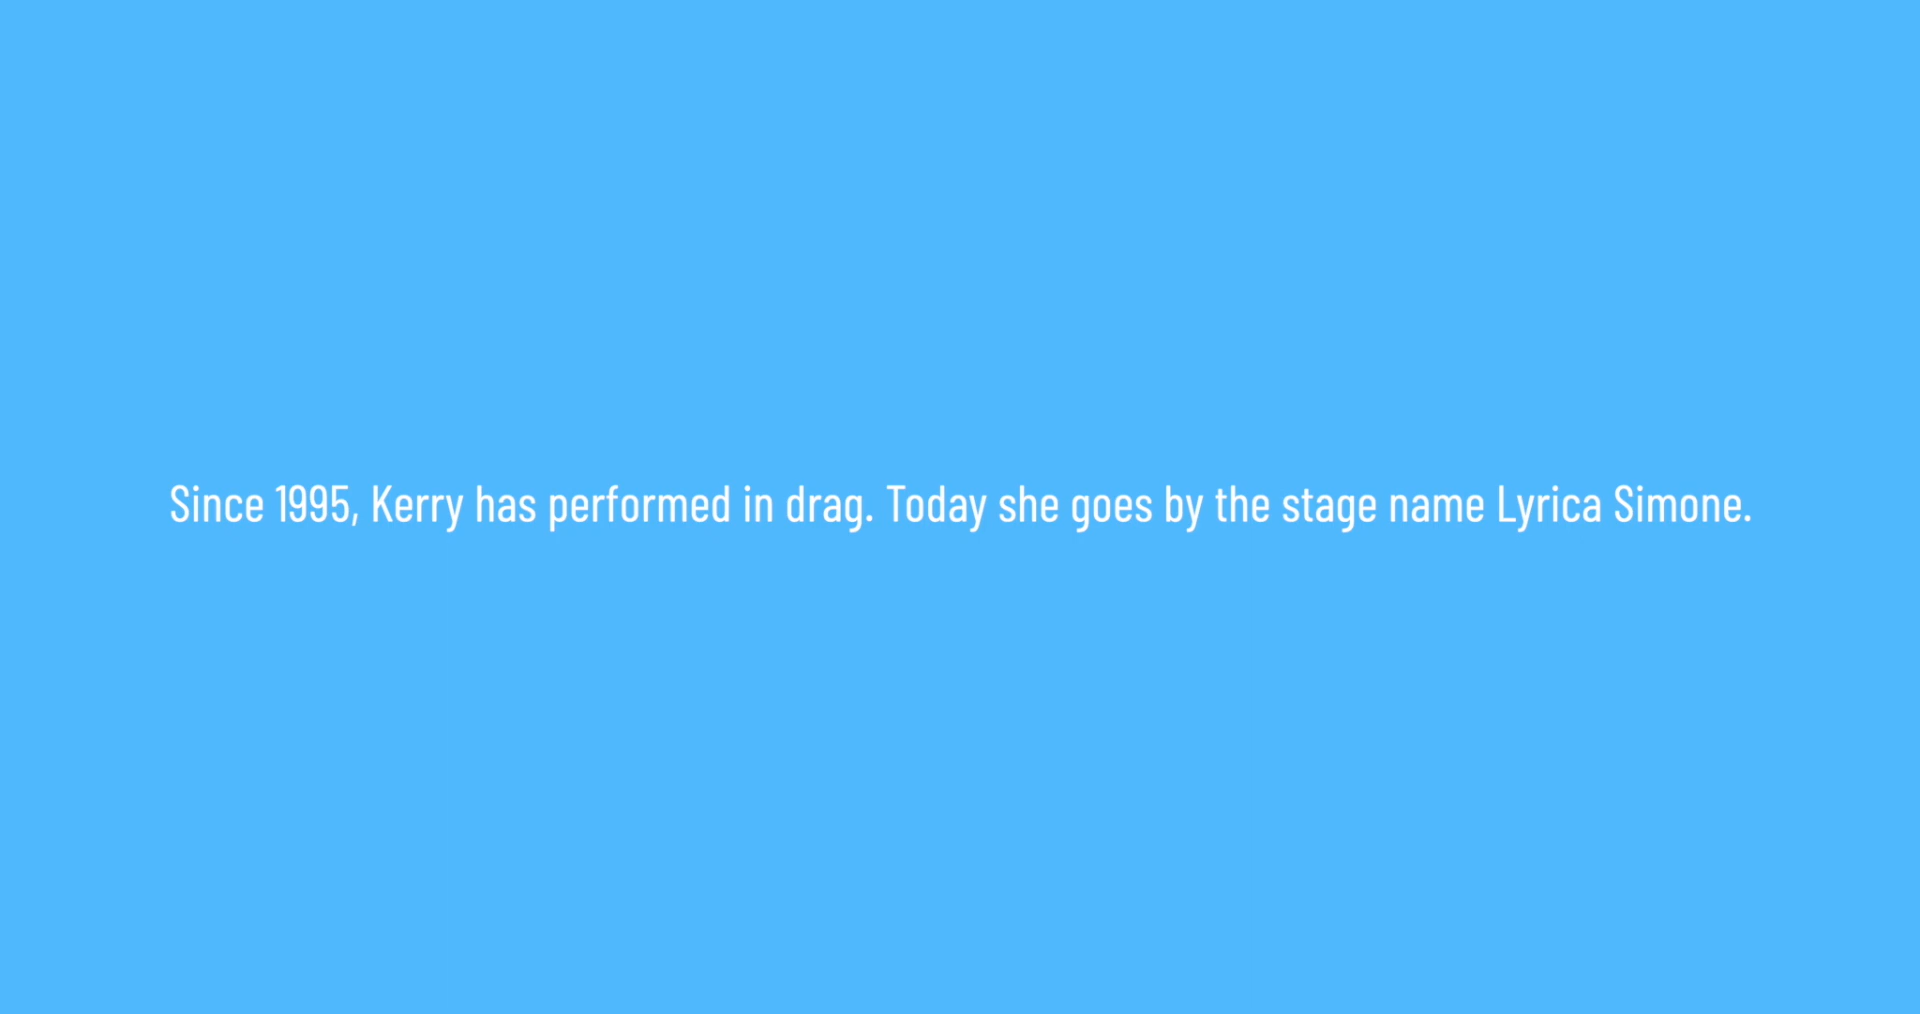 Since 1995, Kerry has performed in drag. Today she goes by the stage name Lyrica Simone.